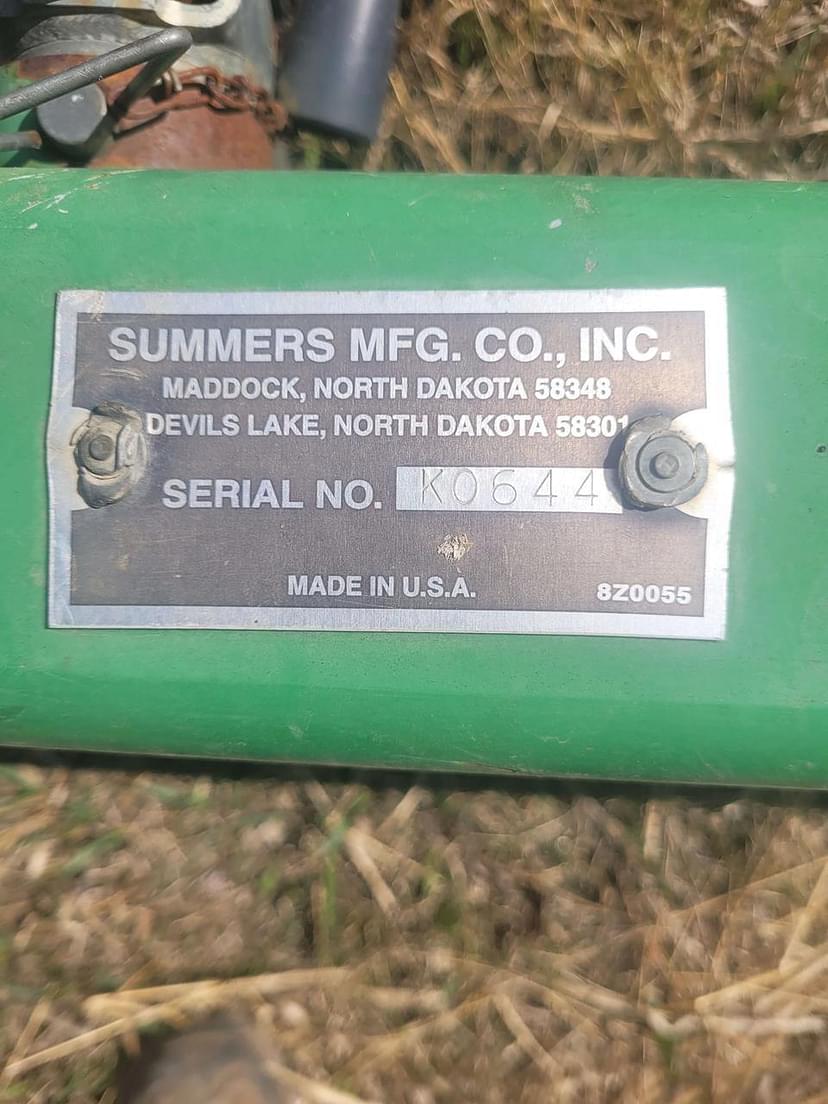 SUMMERS MFG. CO., INC.
MADDOCK, NORTH DAKOTA 58348
DEVILS LAKE, NORTH DAKOTA 58301
SERIAL NO. K0644
MADE IN U.S.A.
8Z0055